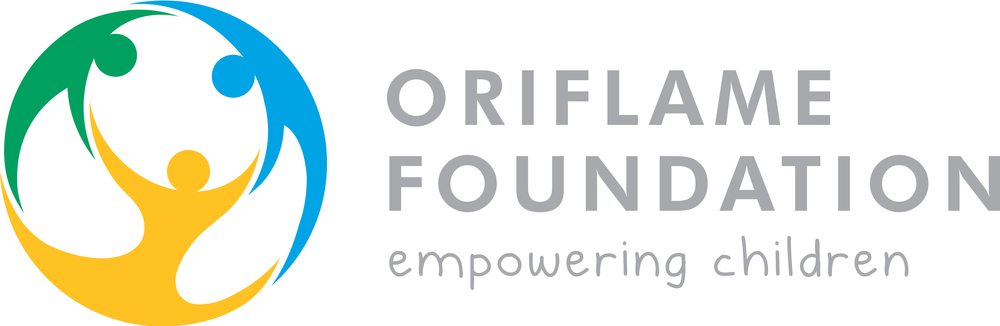 ORIFLAME
FOUNDATION
empowering children